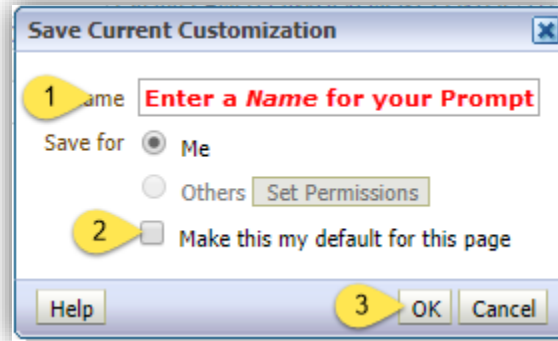 Save Current Customization
1 ame Enter a Name for your Prompt
Save for Me
Others Set Permissions
2 Make this my default for this page
Help 3 OK Cancel